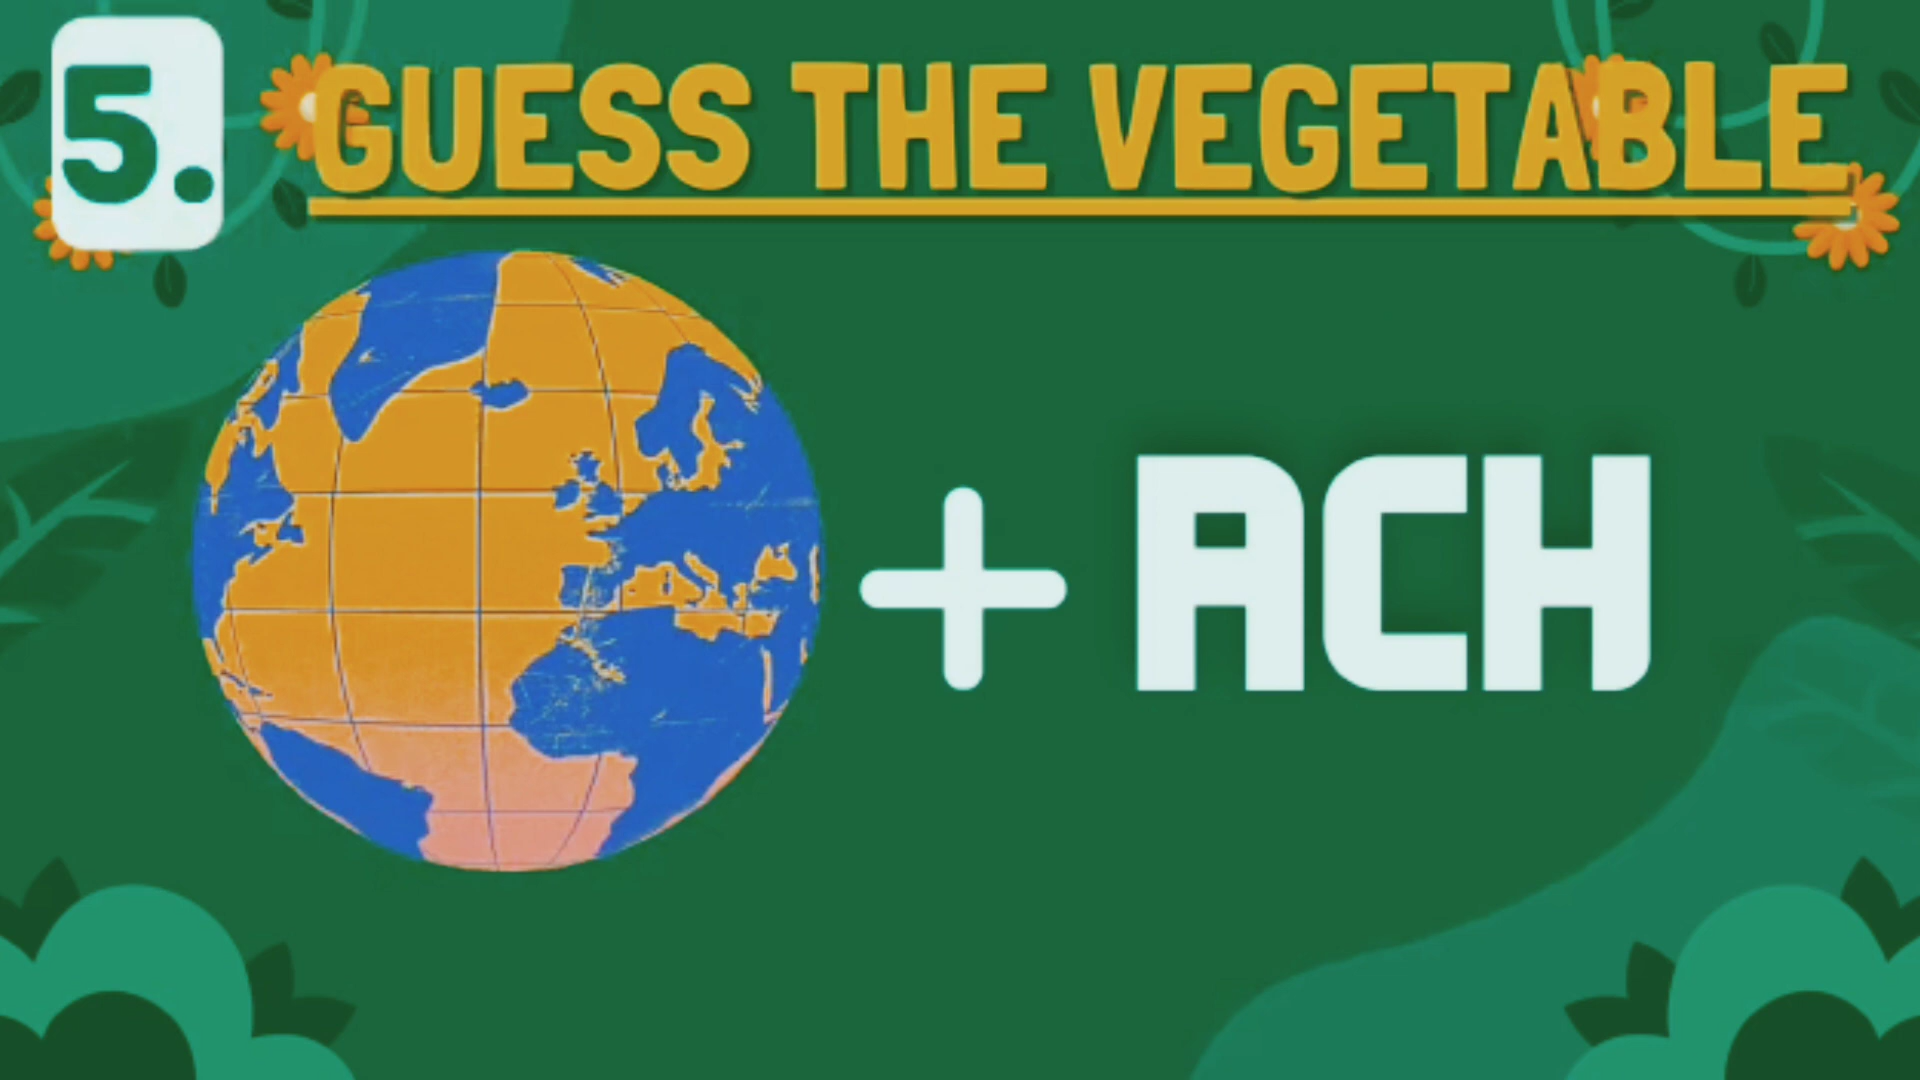 5. GUESS THE VEGETABLE
+ ACH